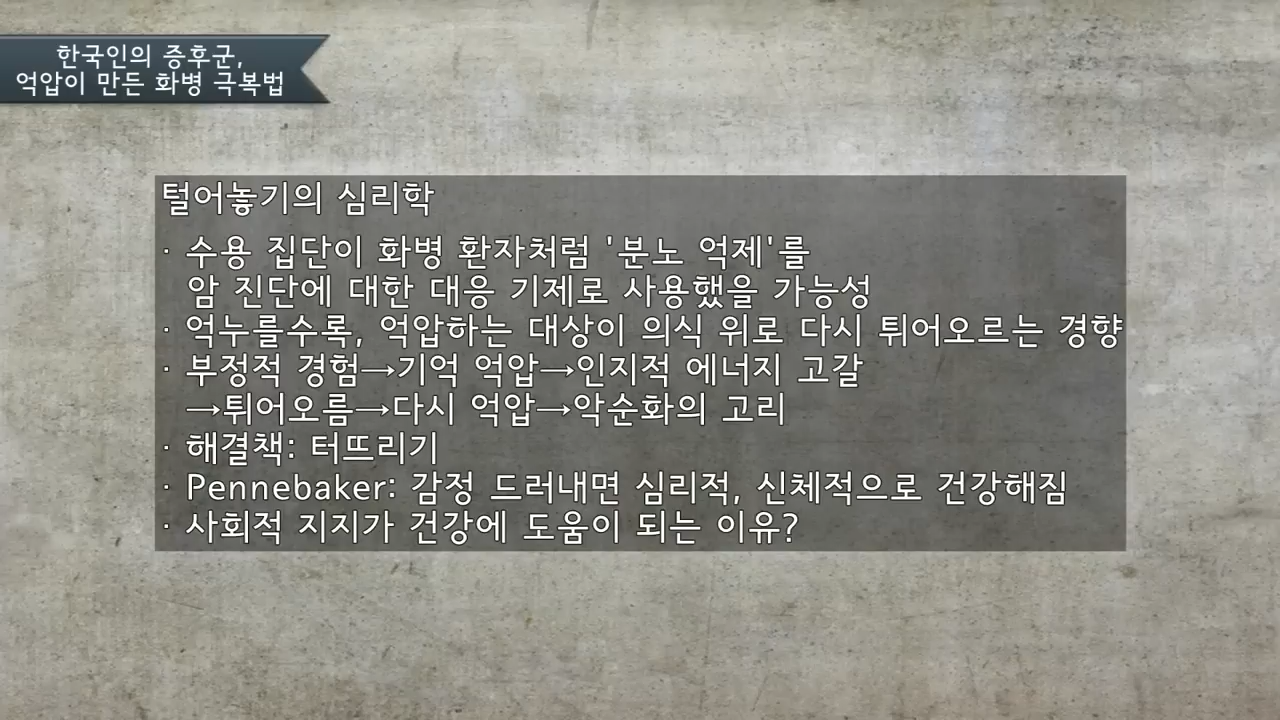 한국인의 증후군,
억압이 만든 화병 극복법
털어놓기의 심리학
· 수용 집단이 화병 환자처럼 '분노 억제'를
암 진단에 대한 대응 기제로 사용했을 가능성
· 억누를수록, 억압하는 대상이 의식 위로 다시 튀어오르는 경향
· 부정적 경험→기억 억압→인지적 에너지 고갈
→튀어오름→다시 억압→악순화의 고리
· 해결책: 터뜨리기
· Pennebaker: 감정 드러내면 심리적, 신체적으로 건강해짐
· 사회적 지지가 건강에 도움이 되는 이유?